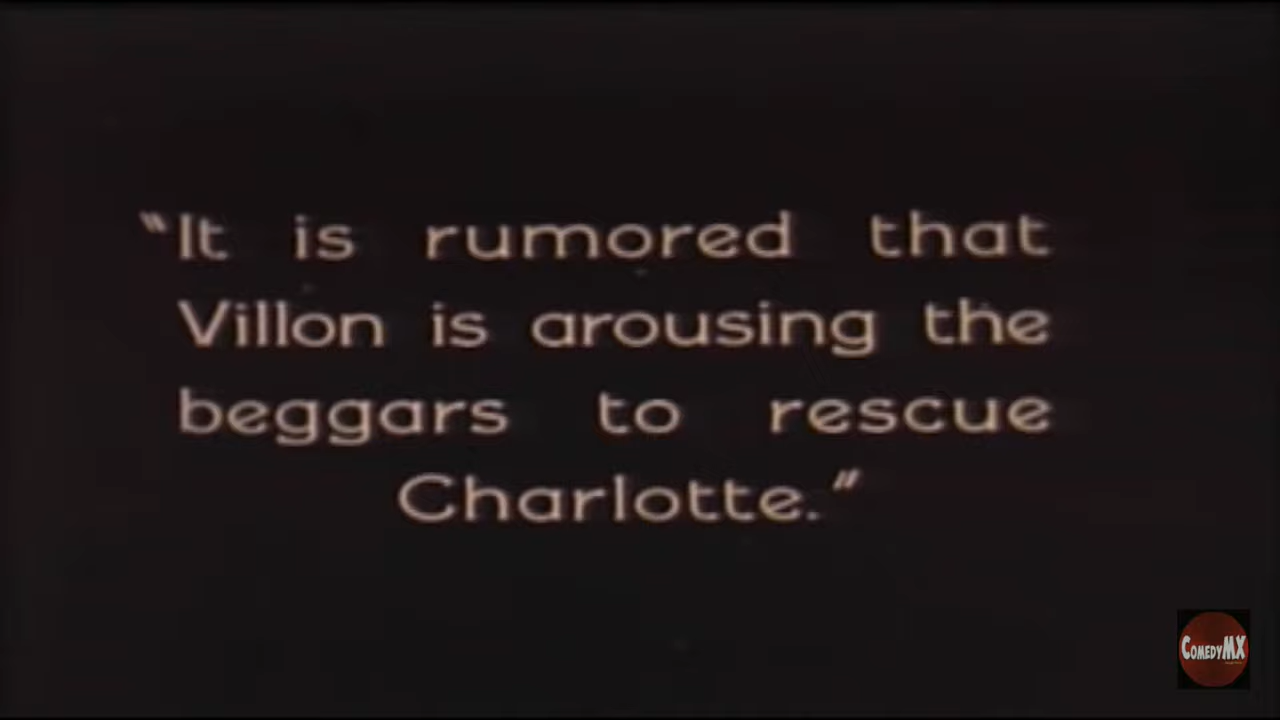 "It is rumored that
Villon is arousing the
beggars to rescue
Charlotte."
COMEDYMX